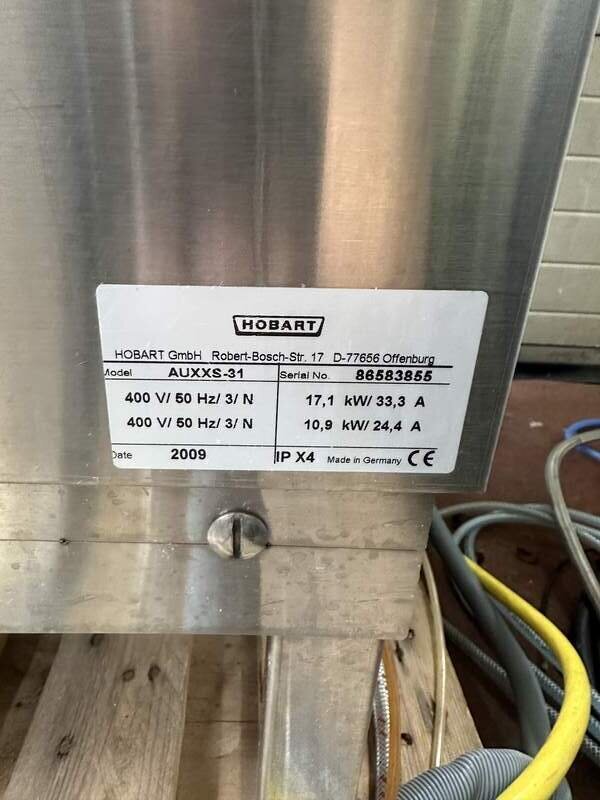 HOBART
HOBART GmbH Robert-Bosch-Str. 17 D-77656 Offenburg
Model AUXXS-31 Serial No. 86583855
400 V/ 50 Hz/ 3/ N 17,1 kW/ 33,3 A
400 V/ 50 Hz/ 3/ N 10,9 kW/ 24,4 A
Date 2009 IP X4 Made in Germany CE